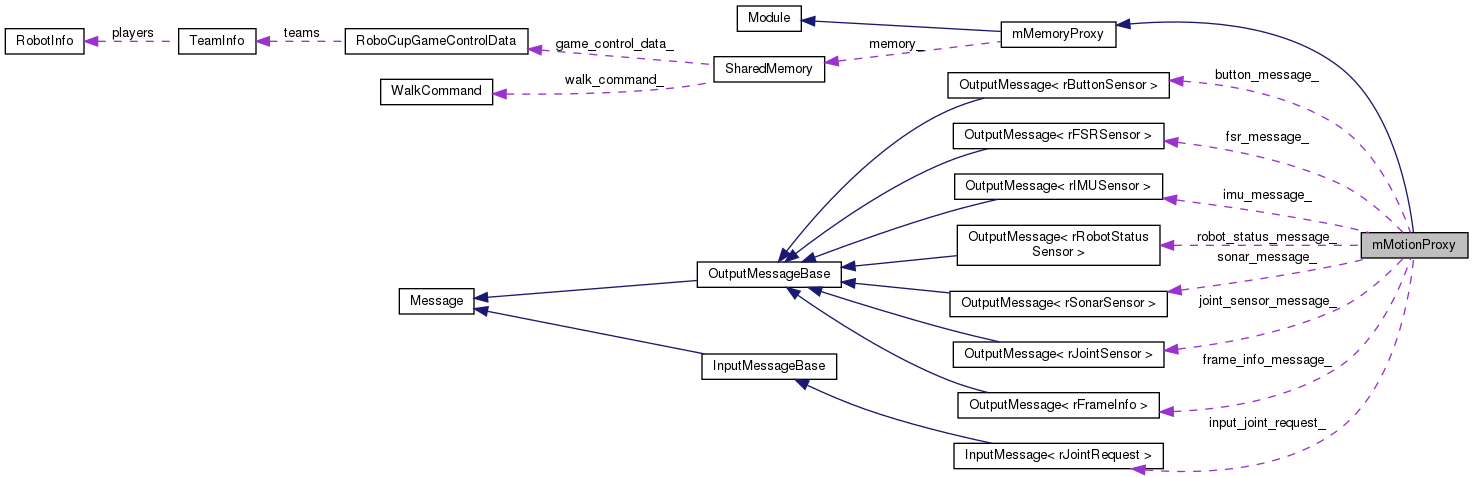 Module
RobotInfo
players
TeamInfo
teams
RoboCupGameControlData
game_control_data_
memory_
mMemoryProxy
SharedMemory
walk_command_
WalkCommand
OutputMessage< rButtonSensor >
button_message_
OutputMessage< rFSRSensor >
fsr_message_
OutputMessage< rIMUSensor >
imu_message_
OutputMessage< rRobotStatus
Sensor >
robot_status_message_
mMotionProxy
sonar_message_
OutputMessageBase
Message
OutputMessage< rSonarSensor >
joint_sensor_message_
OutputMessage< rJointSensor >
InputMessageBase
frame_info_message_
OutputMessage< rFrameInfo >
input_joint_request_
InputMessage< rJointRequest >